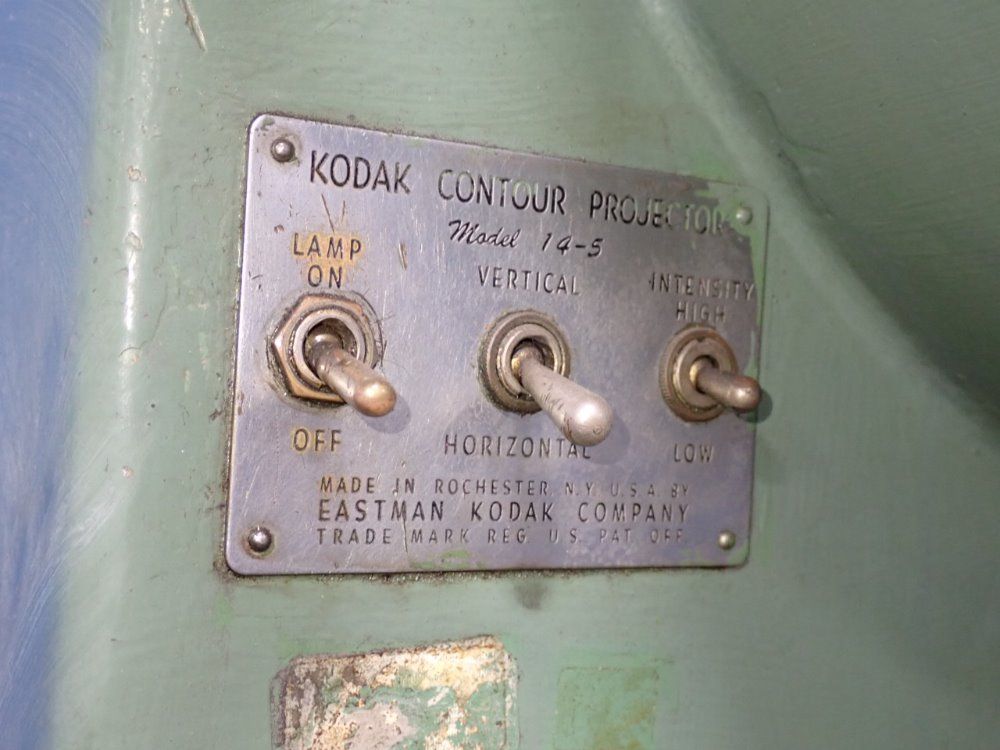 KODAK CONTOUR PROJECTOR
Model 14-5
LAMP
ON
VERTICAL
INTENSITY
HIGH
OFF
HORIZONTAL
LOW
MADE IN ROCHESTER, N.Y. U.S.A. BY
EASTMAN KODAK COMPANY
TRADE MARK REG. U.S. PAT. OFF.